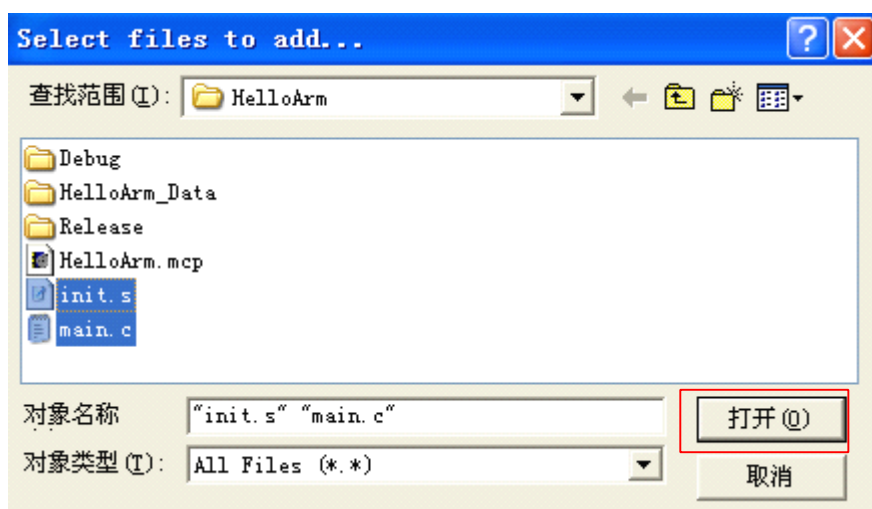 Select files to add...
查找范围(I): HelloArm
Debug
HelloArm_Data
Release
HelloArm.mcp
init.s
main.c
对象名称 "init.s" "main.c" 打开(O)
对象类型(T): All Files (*.*) 取消